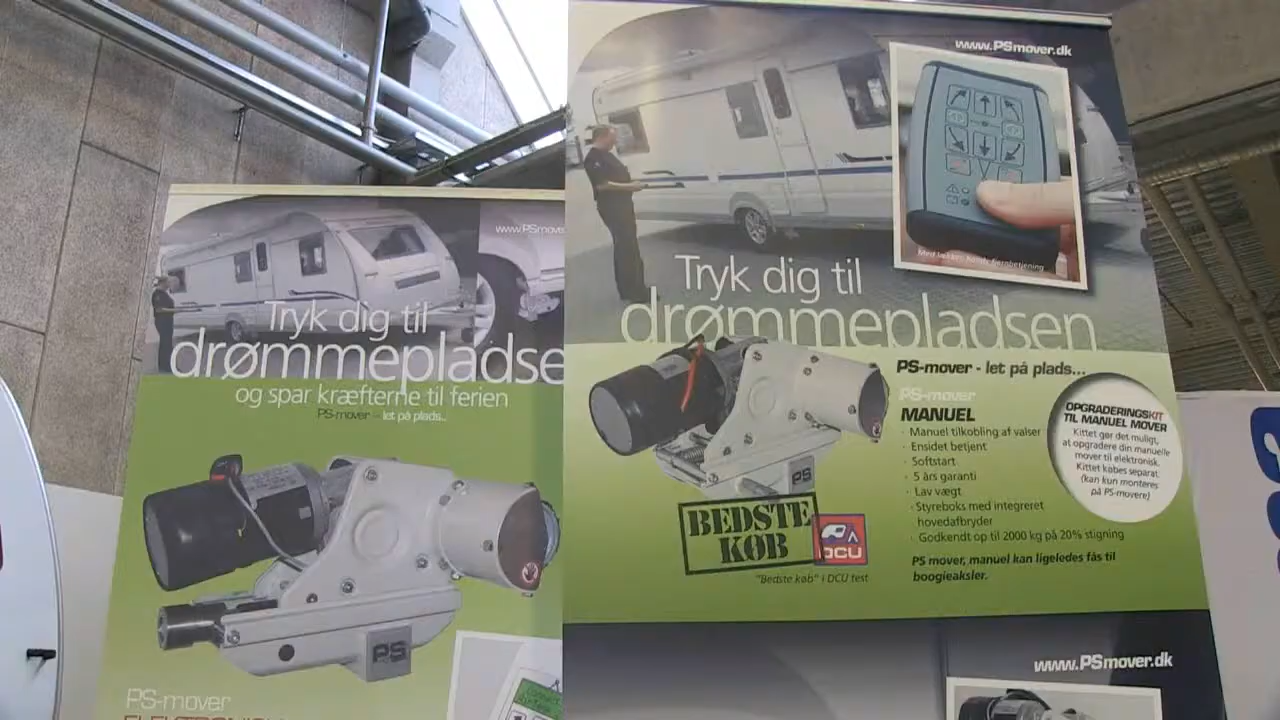 www.PSmove
Tryk dig til
drømmepladse
og spar kræfterne til ferien
PS-mover - let på plads..
PS
PS-mover
www.PSmover.dk
Tryk dig til
drømmepladsen
PS-mover - let på plads...
PS-mover
MANUEL
· Manuel tilkobling af valser
· Ensidet betjent
· Softstart
· 5 års garanti
· Lav vægt
· Styreboks med integreret
hovedafbryder
· Godkendt op til 2000 kg på 20% stigning
PS mover, manuel kan ligeledes fås til
boogieaksler.
OPGRADERINGSKIT
TIL MANUEL MOVER
Kittet gør det muligt,
at opgradere din manuelle
mover til elektronisk.
Kittet købes separat.
(kan kun monteres
på PS-movere)
PS
BEDSTE
KØB
DCU
"Bedste køb" i DCU test
www.PSmover.dk